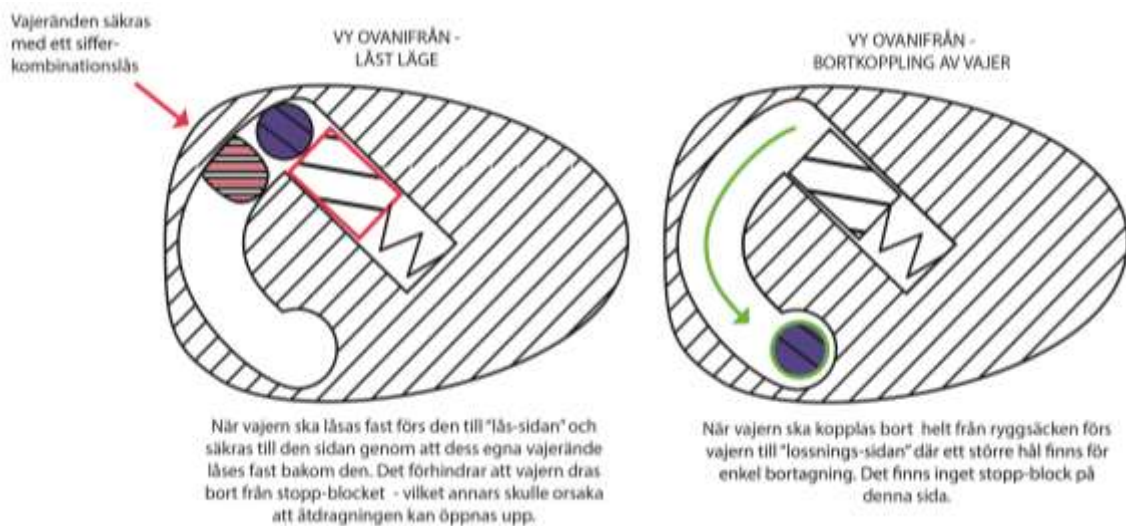 Vajeränden säkras
med ett siffer-
kombinationslås
VY OVANIFRÅN -
LÅST LÄGE
VY OVANIFRÅN -
BORTKOPPLING AV VAJER
När vajern ska låsas fast förs den till "lås-sidan" och
säkras till den sidan genom att dess egna vajerände
låses fast bakom den. Det förhindrar att vajern dras
bort från stopp-blocket - vilket annars skulle orsaka
att åtdragningen kan öppnas upp.
När vajern ska kopplas bort helt från ryggsäcken förs
vajern till "lossnings-sidan" där ett större hål finns för
enkel bortagning. Det finns inget stopp-block på
denna sida.